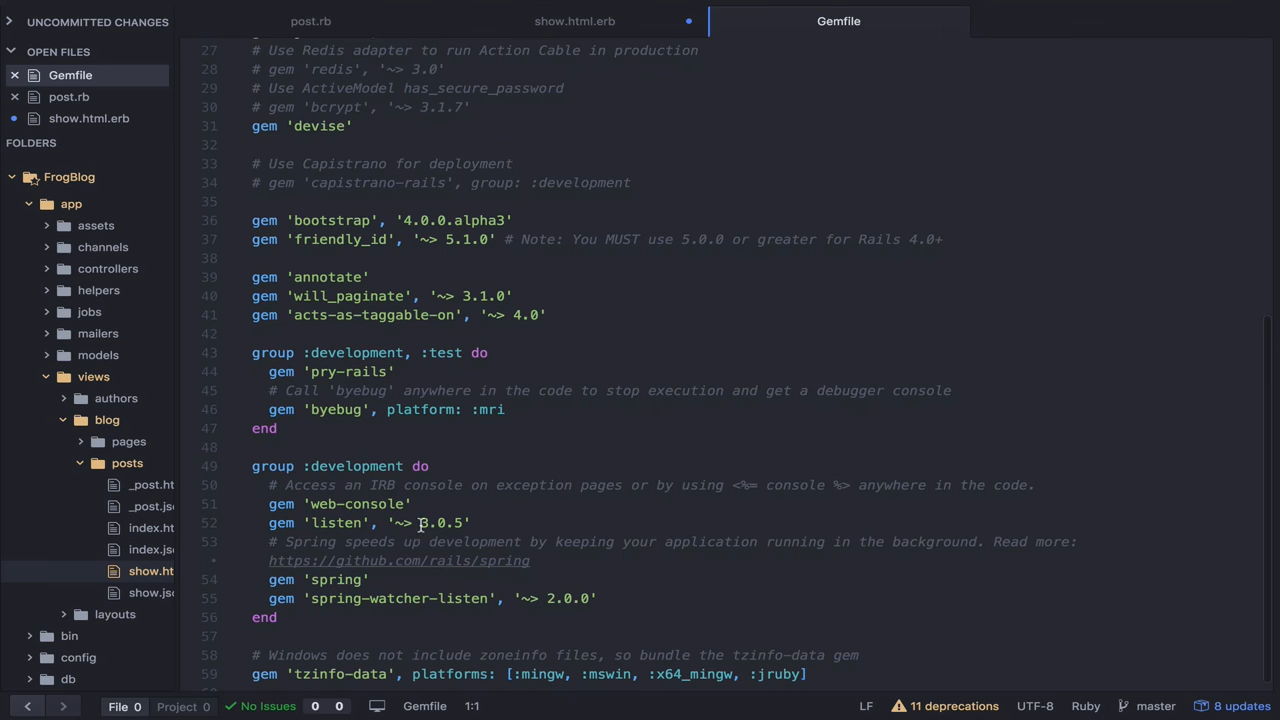 UNCOMMITTED CHANGES
OPEN FILES
Gemfile
post.rb
show.html.erb
FOLDERS
FrogBlog
app
assets
channels
controllers
helpers
jobs
mailers
models
views
authors
blog
pages
posts
_post.ht
_post.jsc
index.ht
index.jsc
show.ht
show.jsc
layouts
bin
config
db
post.rb
show.html.erb
Gemfile
27 # Use Redis adapter to run Action Cable in production
28 # gem 'redis', '~> 3.0'
29 # Use ActiveModel has_secure_password
30 # gem 'bcrypt', '~> 3.1.7'
31 gem 'devise'
32
33 # Use Capistrano for deployment
34 # gem 'capistrano-rails', group: :development
35
36 gem 'bootstrap', '4.0.0.alpha3'
37 gem 'friendly_id', '~> 5.1.0' # Note: You MUST use 5.0.0 or greater for Rails 4.0+
38
39 gem 'annotate'
40 gem 'will_paginate', '~> 3.1.0'
41 gem 'acts-as-taggable-on', '~> 4.0'
42
43 group :development, :test do
44 gem 'pry-rails'
45 # Call 'byebug' anywhere in the code to stop execution and get a debugger console
46 gem 'byebug', platform: :mri
47 end
48
49 group :development do
50 # Access an IRB console on exception pages or by using <%= console %> anywhere in the code.
51 gem 'web-console'
52 gem 'listen', '~> 3.0.5'
53 # Spring speeds up development by keeping your application running in the background. Read more:
• https://github.com/rails/spring
54 gem 'spring'
55 gem 'spring-watcher-listen', '~> 2.0.0'
56 end
57
58 # Windows does not include zoneinfo files, so bundle the tzinfo-data gem
59 gem 'tzinfo-data', platforms: [:mingw, :mswin, :x64_mingw, :jruby]
File 0 Project 0 No Issues 0 0 Gemfile 1:1 LF 11 deprecations UTF-8 Ruby master 8 updates